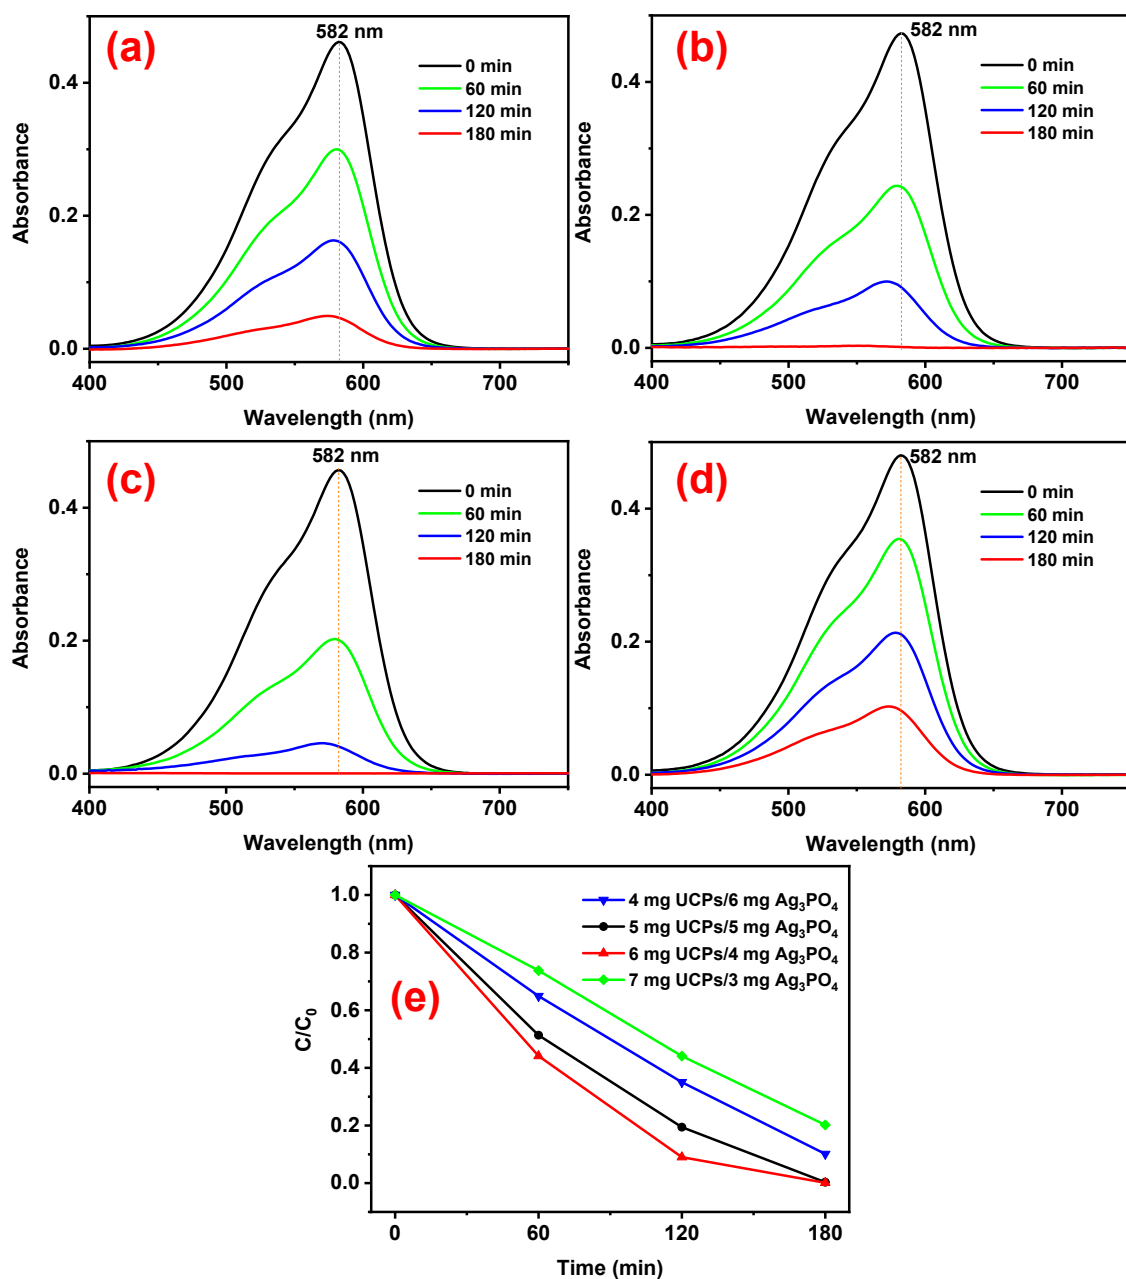 (a)
582 nm
0 min
60 min
120 min
180 min
0.4
0.2
0.0
Absorbance
400 500 600 700
Wavelength (nm)
(b)
582 nm
0 min
60 min
120 min
180 min
0.4
0.2
0.0
Absorbance
400 500 600 700
Wavelength (nm)
(c)
582 nm
0 min
60 min
120 min
180 min
0.4
0.2
0.0
Absorbance
400 500 600 700
Wavelength (nm)
(d)
582 nm
0 min
60 min
120 min
180 min
0.4
0.2
0.0
Absorbance
400 500 600 700
Wavelength (nm)
(e)
4 mg UCPs/6 mg Ag₃PO₄
5 mg UCPs/5 mg Ag₃PO₄
6 mg UCPs/4 mg Ag₃PO₄
7 mg UCPs/3 mg Ag₃PO₄
1.0
0.8
0.6
0.4
0.2
0.0
C/C₀
0 60 120 180
Time (min)